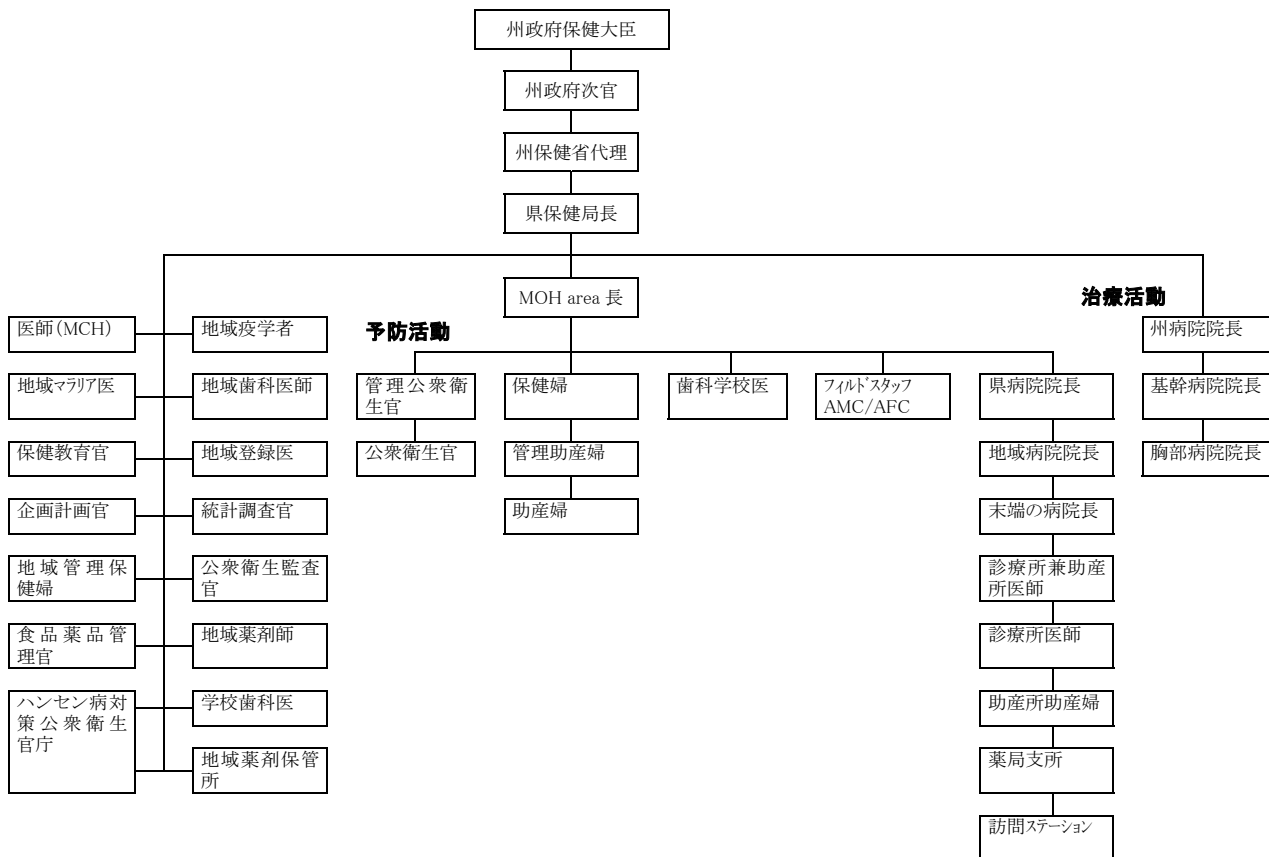 州政府保健大臣
州政府次官
州保健省代理
県保健局長
MOH area 長
治療活動
予防活動
医師(MCH)
地域疫学者
州病院院長
地域マラリア医
地域歯科医師
管理公衆衛
生官
保健婦
歯科学校医
フィルドスタッフ
AMC/AFC
県病院院長
基幹病院院長
保健教育官
地域登録医
公衆衛生官
管理助産婦
地域病院院長
胸部病院院長
企画計画官
統計調査官
助産婦
末端の病院長
地域管理保
健婦
公衆衛生監査
官
診療所兼助産
所医師
食品薬品管
理官
地域薬剤師
診療所医師
ハンセン病対
策公衆衛生
官庁
学校歯科医
助産所助産婦
地域薬剤保管
所
薬局支所
訪問ステーション